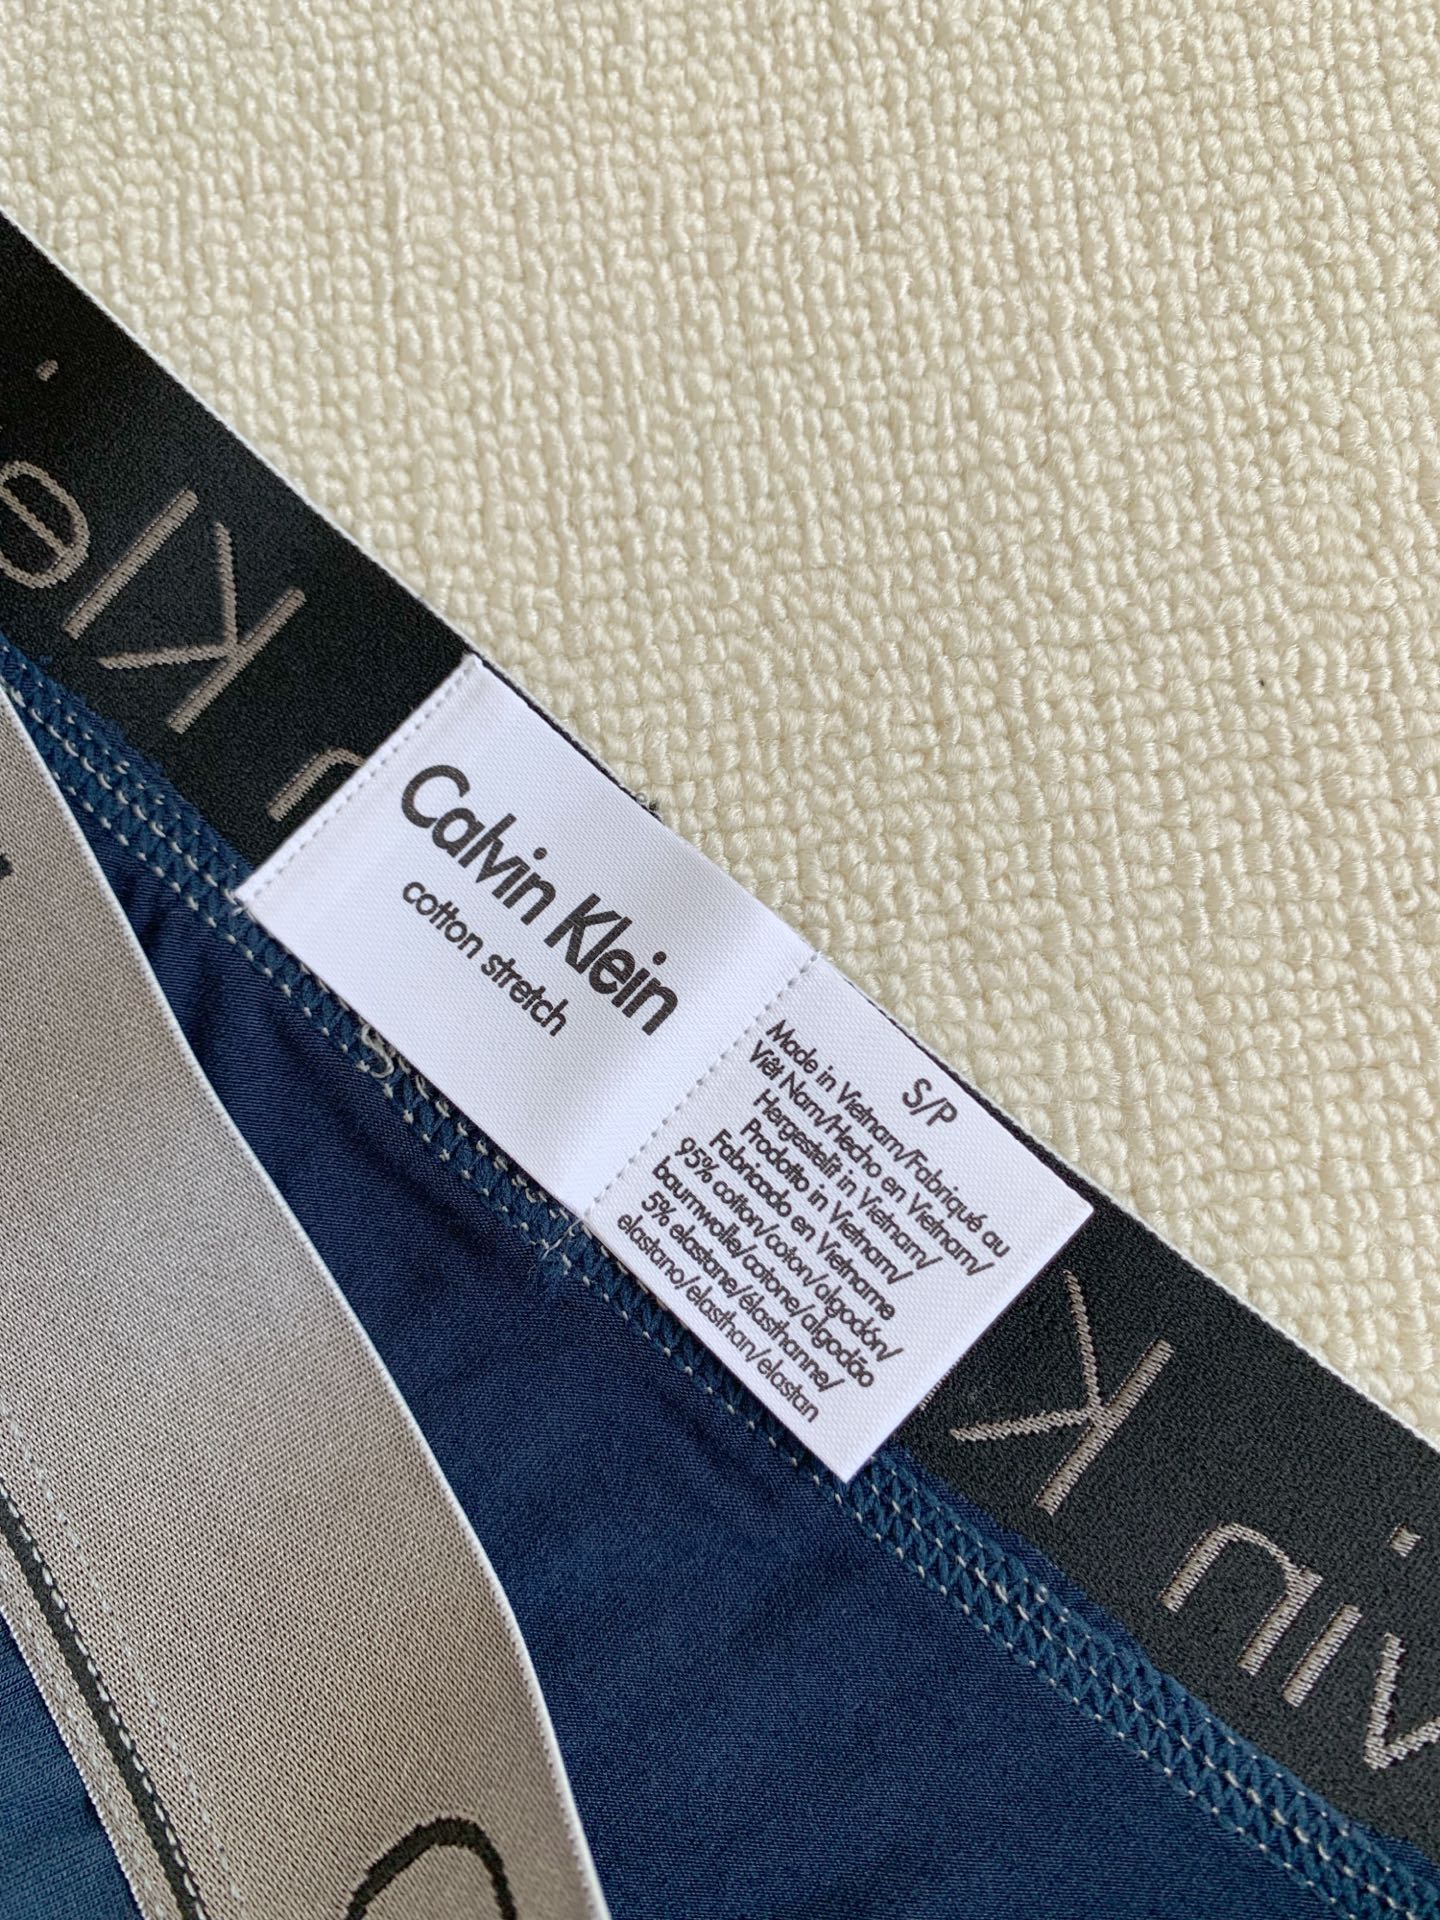 Calvin Klein
cotton stretch
S/P
Made in Vietnam/Fabriqué au
Việt Nam/Hecho en Vietnam/
Hergestellt in Vietnam/
Prodotto in Vietnam/
Fabricado en Vietname
95% cotton/coton/algodón/
baumwolle/cotone/algodão
5% elastane/élasthanne/
elastano/elasthan/elastan